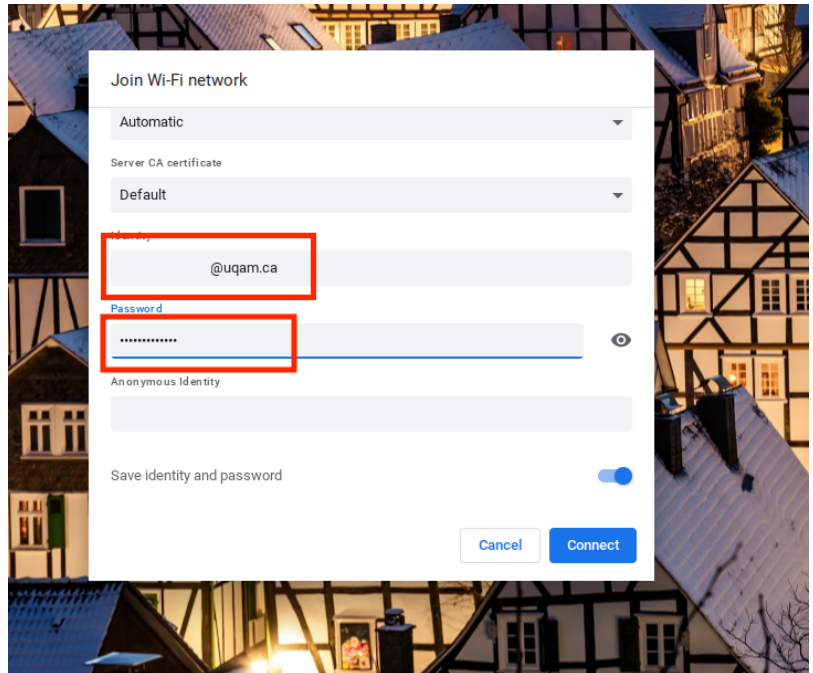 Join Wi-Fi network
Automatic
Server CA certificate
Default
Identity
@uqam.ca
Password
•••••••••••••
Anonymous Identity
Save identity and password
Cancel
Connect